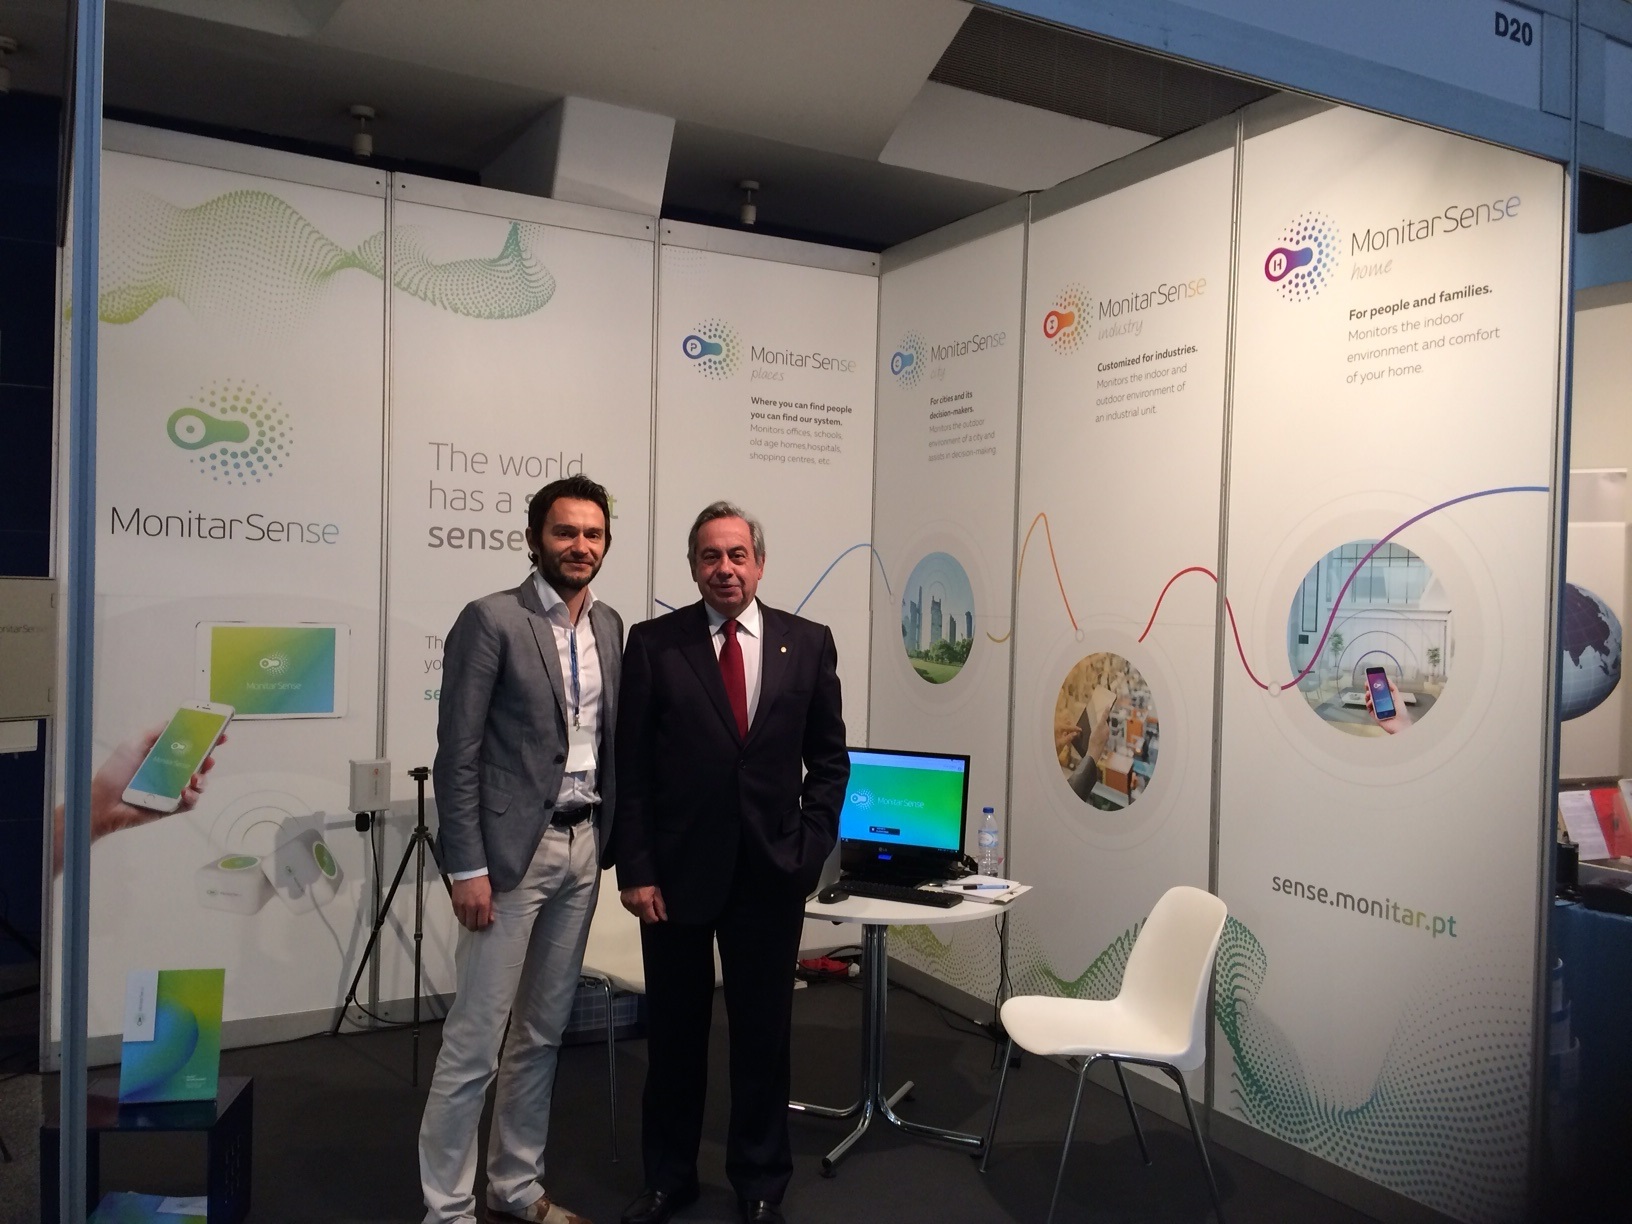 D20
MonitarSense
The world
has a
sense
MonitarSense
MonitarSense
MonitarSense
places
Where you can find people
you can find our system.
Monitors offices, schools,
old age homes,hospitals,
shopping centres, etc.
MonitarSense
city
For cities and its
decision-makers.
Monitors the outdoor
environment of a city and
assists in decision-making
MonitarSense
industry
Customized for industries.
Monitors the indoor and
outdoor environment of
an industrial unit.
MonitarSense
home
For people and families.
Monitors the indoor
environment and comfort
of your home.
MonitarSense
sense.monitar.pt